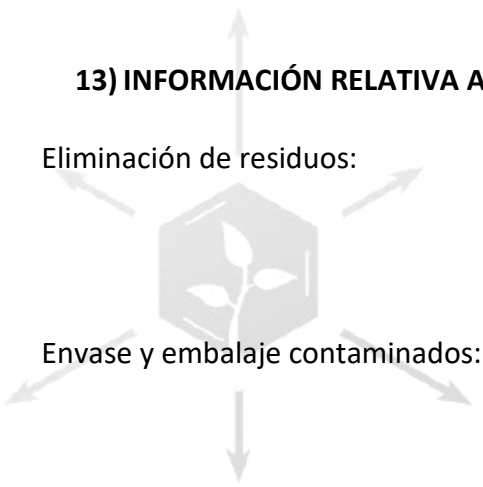 13) INFORMACIÓN RELATIVA A
Eliminación de residuos:
Envase y embalaje contaminados: